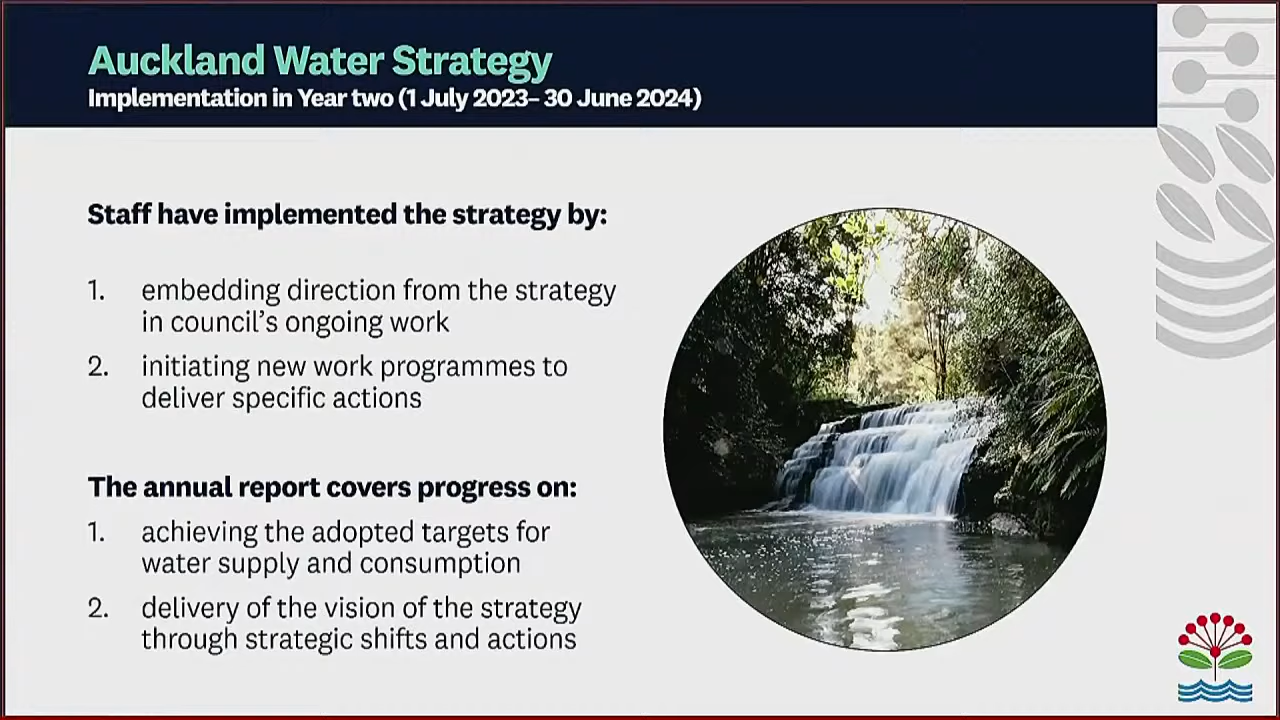 Auckland Water Strategy
Implementation in Year two (1 July 2023– 30 June 2024)
Staff have implemented the strategy by:
1. embedding direction from the strategy
in council’s ongoing work
2. initiating new work programmes to
deliver specific actions
The annual report covers progress on:
1. achieving the adopted targets for
water supply and consumption
2. delivery of the vision of the strategy
through strategic shifts and actions